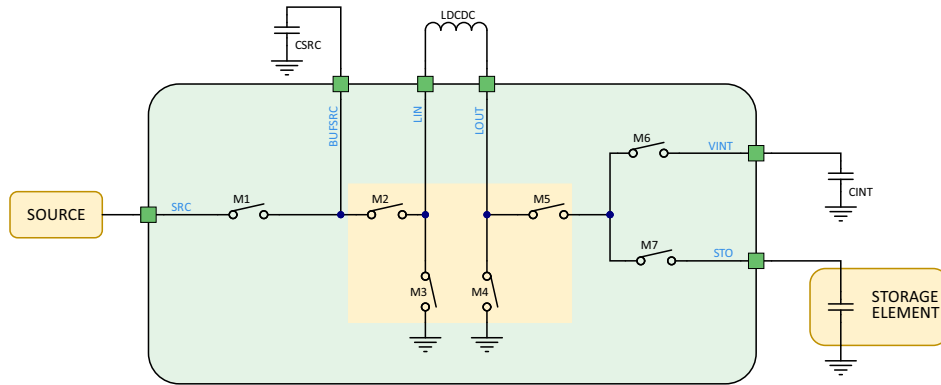 LDCDC
CSRC
BUFSRC
LIN
LOUT
M6
VINT
CINT
SOURCE
SRC
M1
M2
M5
M7
STO
M3
M4
STORAGE
ELEMENT